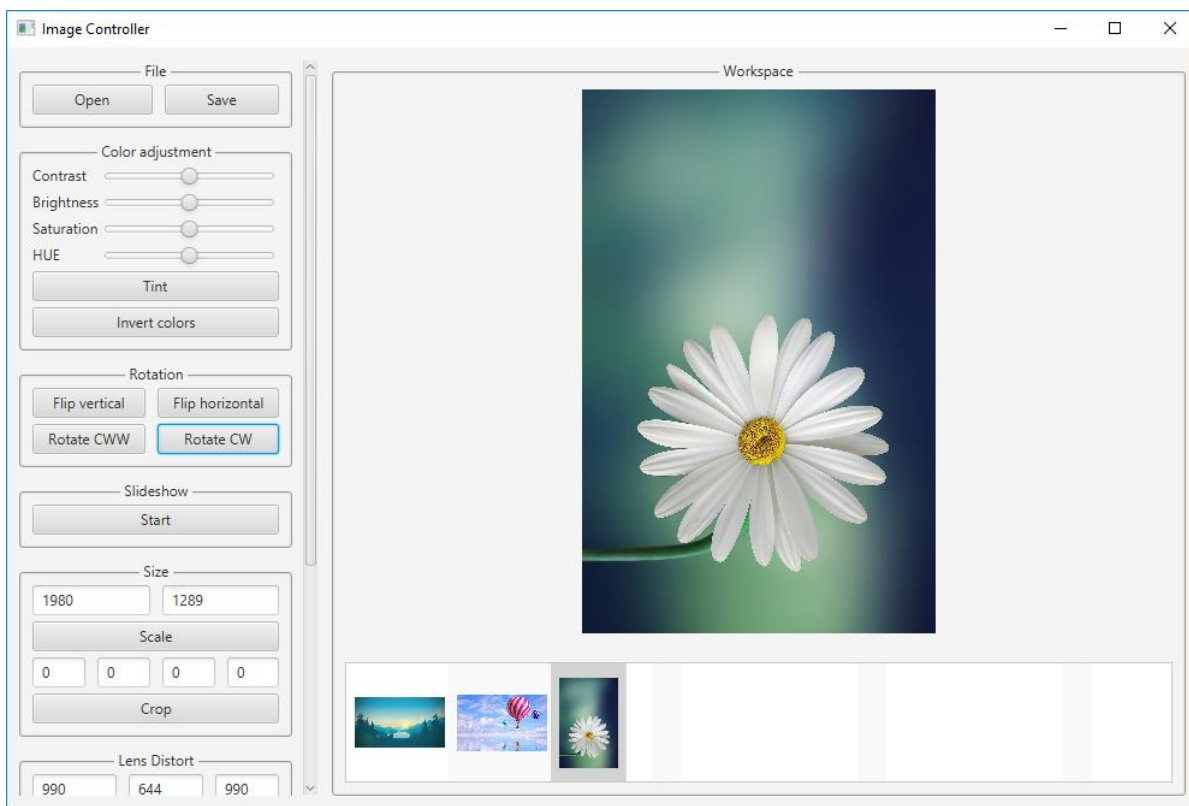 Image Controller
File
Open Save
Color adjustment
Contrast
Brightness
Saturation
HUE
Tint
Invert colors
Rotation
Flip vertical Flip horizontal
Rotate CWW Rotate CW
Slideshow
Start
Size
1980 1289
Scale
0 0 0 0
Crop
Lens Distort
990 644 990
Workspace